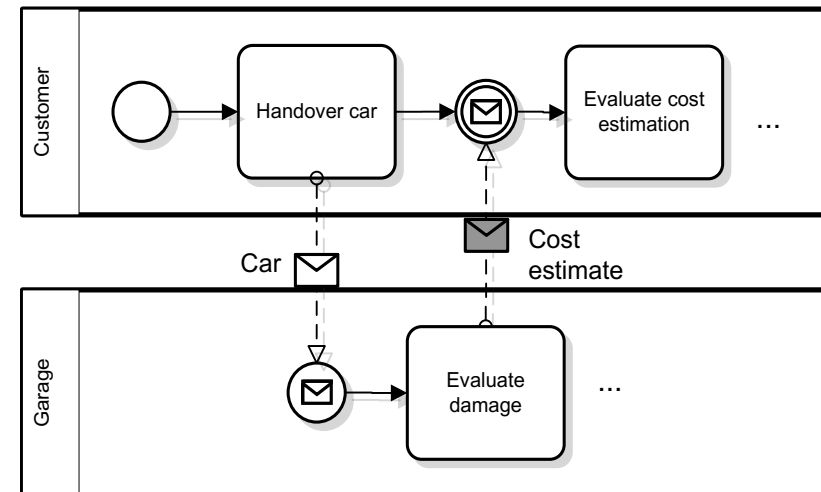 Customer
Handover car
Evaluate cost
estimation
...
Car
Cost
estimate
Garage
Evaluate
damage
...